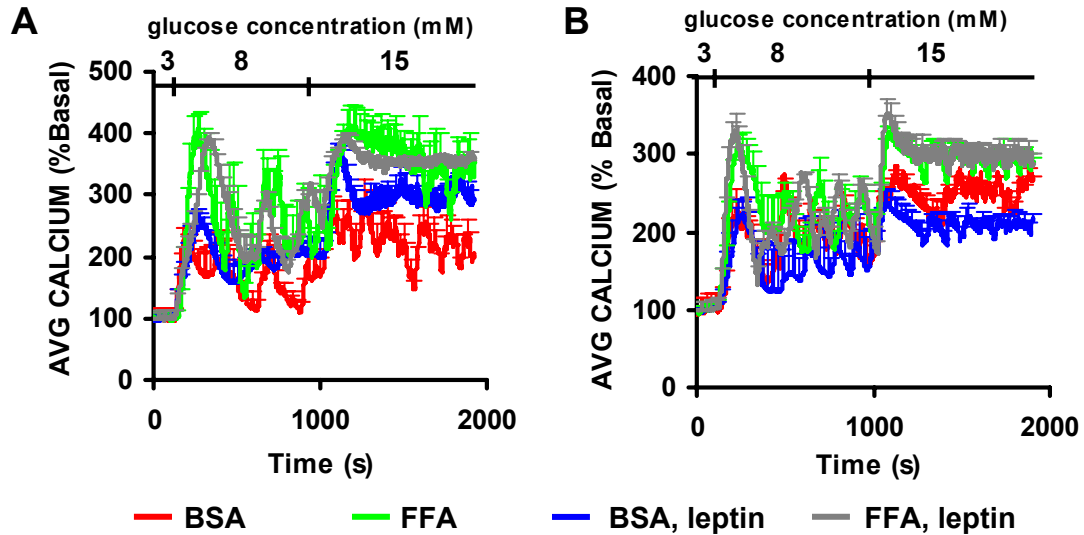 A
glucose concentration (mM)
3 8 15
AVG CALCIUM (%Basal)
500
400
300
200
100
0
0 1000 2000
Time (s)
B
glucose concentration (mM)
3 8 15
AVG CALCIUM (% Basal)
400
300
200
100
0
0 1000 2000
Time (s)
BSA FFA BSA, leptin FFA, leptin